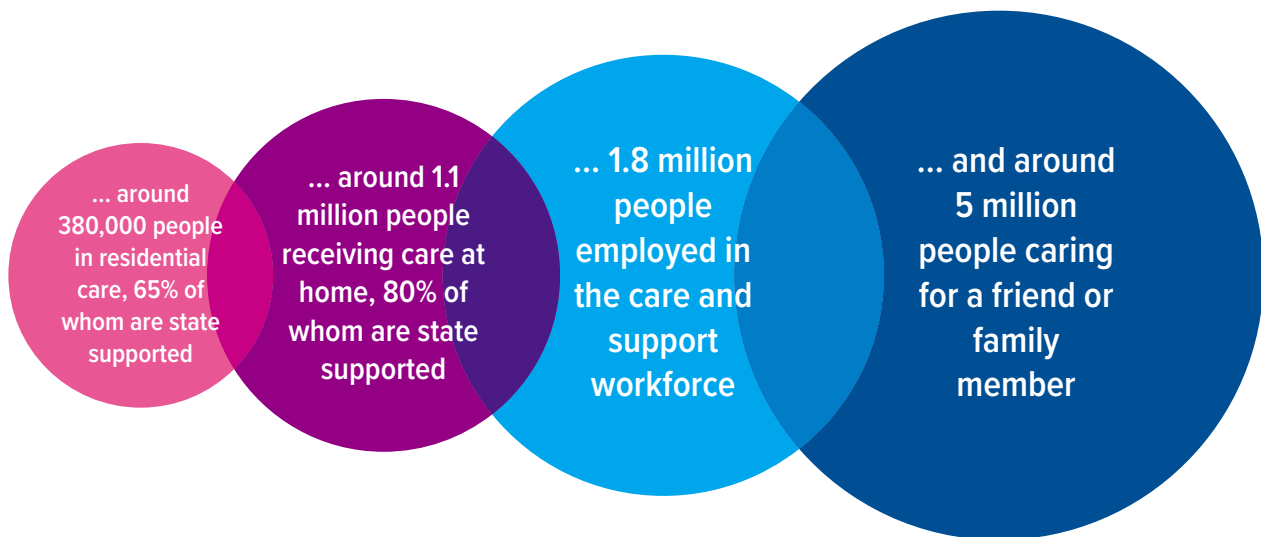 ... around
380,000 people
in residential
care, 65% of
whom are state
supported
... around 1.1
million people
receiving care at
home, 80% of
whom are state
supported
... 1.8 million
people
employed in
the care and
support
workforce
... and around
5 million
people caring
for a friend or
family
member